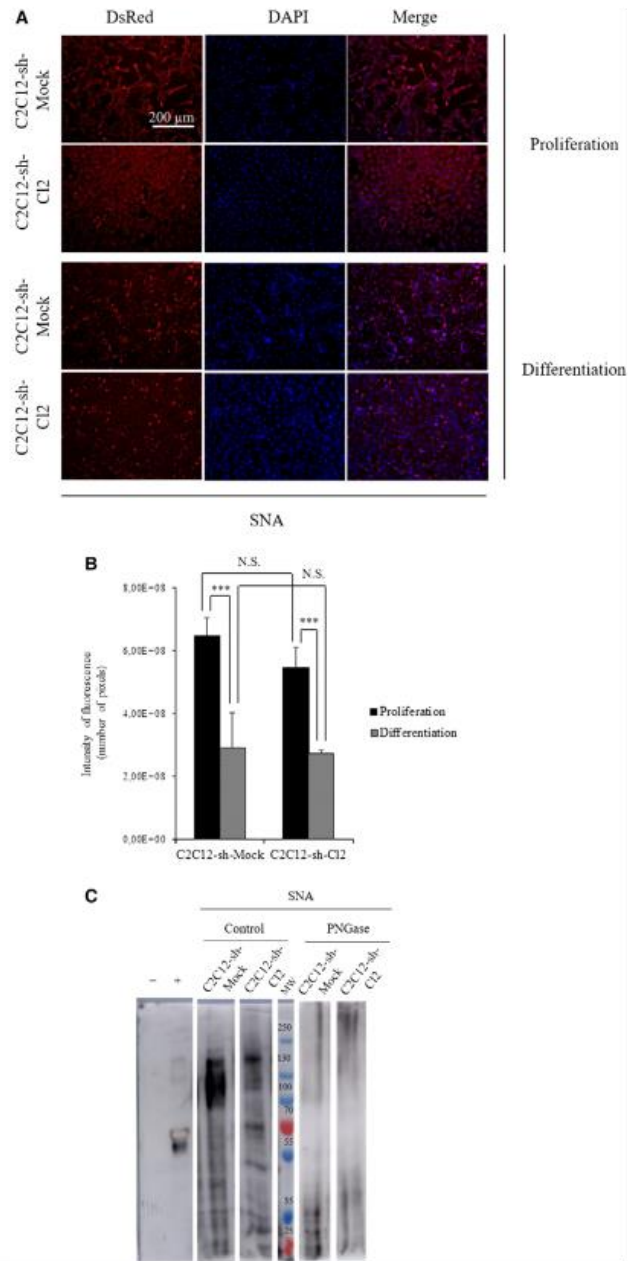 A
DsRed DAPI Merge
C2C12-sh-
Mock
200 µm
C2C12-sh-
Cl2
Proliferation
C2C12-sh-
Mock
C2C12-sh-
Cl2
Differentiation
SNA
B
N.S.
N.S.
*** ***
Intensity of fluorescence
(number of pixels)
8,00E+08
6,00E+08
4,00E+08
2,00E+08
0,00E+00
Proliferation
Differentiation
C2C12-sh-Mock C2C12-sh-Cl2
C
SNA
Control PNGase
− +
C2C12-sh-
Mock
C2C12-sh-
Cl2
MW
C2C12-sh-
Mock
C2C12-sh-
Cl2
250
130
100
70
55
35
25